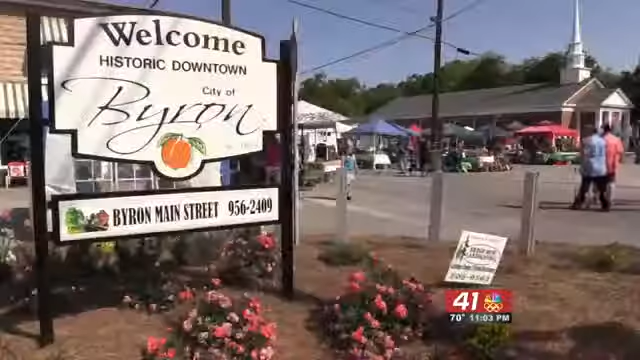 Welcome
HISTORIC DOWNTOWN
City of
Byron
BYRON MAIN STREET 956-2409
41
70° 11:03 PM